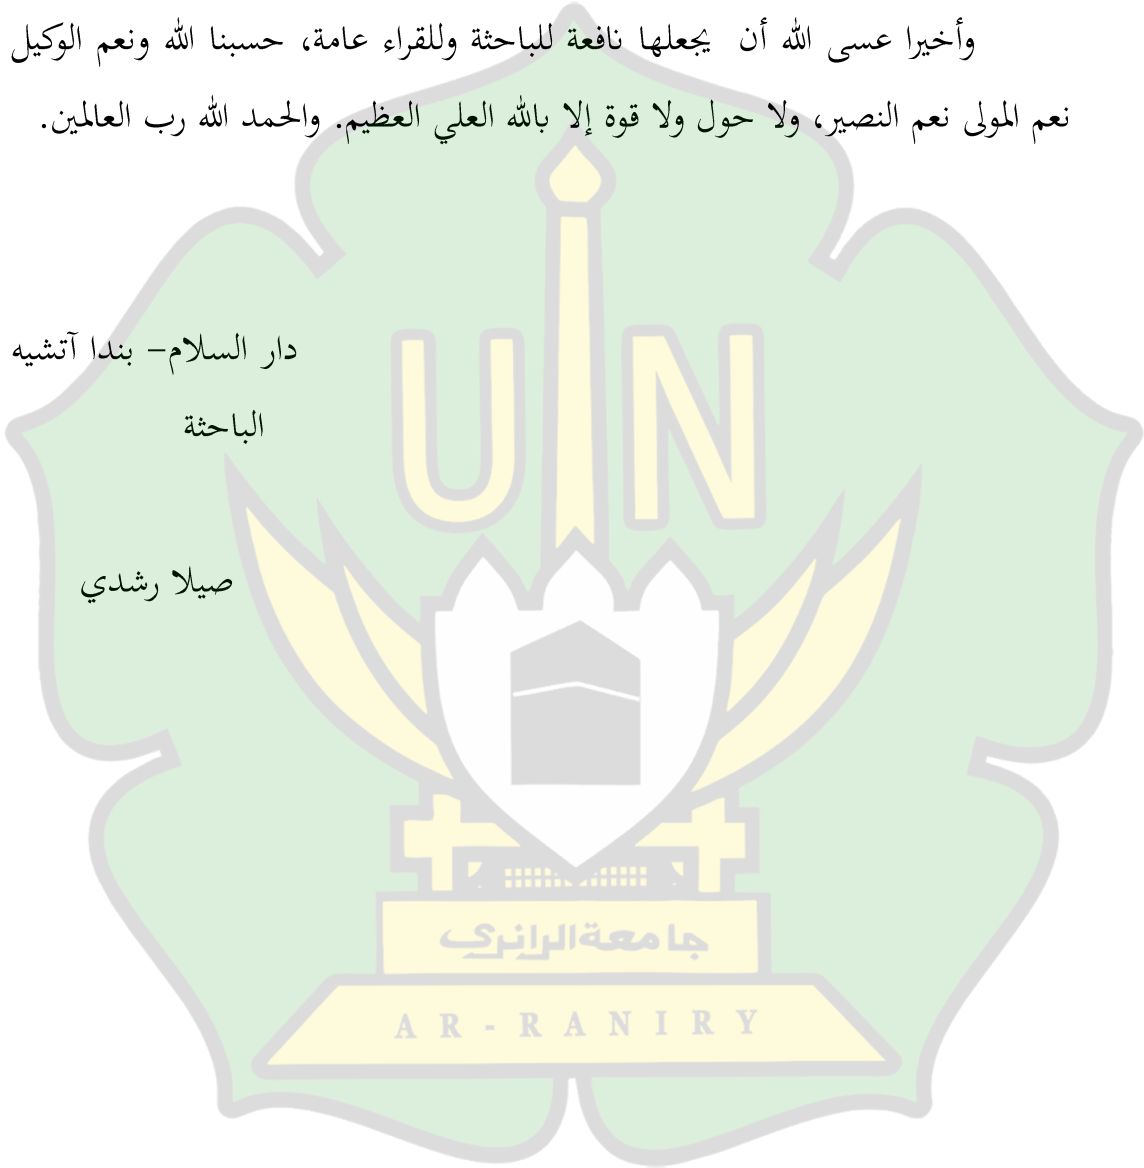 وأخيرا عسى الله أن يجعلها نافعة للباحثة وللقراء عامة، حسبنا الله ونعم الوكيل
نعم المولى نعم النصير، ولا حول ولا قوة إلا بالله العلي العظيم. والحمد الله رب العالمين.
دار السلام– بندا آتشيه
الباحثة
صيلا رشدي
UIN
جامعة الرانري
AR-RANIRY